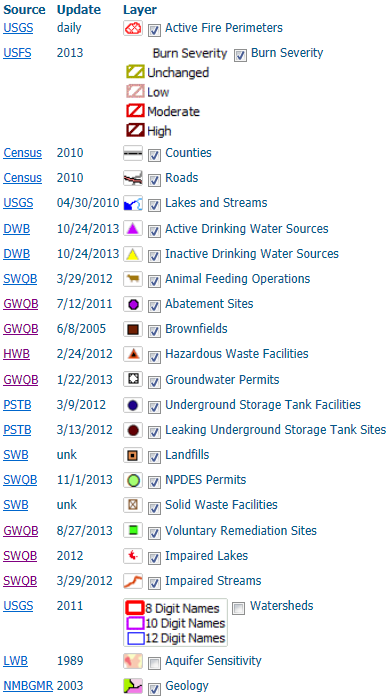 Source Update Layer
USGS daily Active Fire Perimeters
USFS 2013 Burn Severity Burn Severity
Unchanged
Low
Moderate
High
Census 2010 Counties
Census 2010 Roads
USGS 04/30/2010 Lakes and Streams
DWB 10/24/2013 Active Drinking Water Sources
DWB 10/24/2013 Inactive Drinking Water Sources
SWQB 3/29/2012 Animal Feeding Operations
GWQB 7/12/2011 Abatement Sites
GWQB 6/8/2005 Brownfields
HWB 2/24/2012 Hazardous Waste Facilities
GWQB 1/22/2013 Groundwater Permits
PSTB 3/9/2012 Underground Storage Tank Facilities
PSTB 3/13/2012 Leaking Underground Storage Tank Sites
SWB unk Landfills
SWQB 11/1/2013 NPDES Permits
SWB unk Solid Waste Facilities
GWQB 8/27/2013 Voluntary Remediation Sites
SWQB 2012 Impaired Lakes
SWQB 3/29/2012 Impaired Streams
USGS 2011 8 Digit Names Watersheds
10 Digit Names
12 Digit Names
LWB 1989 Aquifer Sensitivity
NMBGMR 2003 Geology